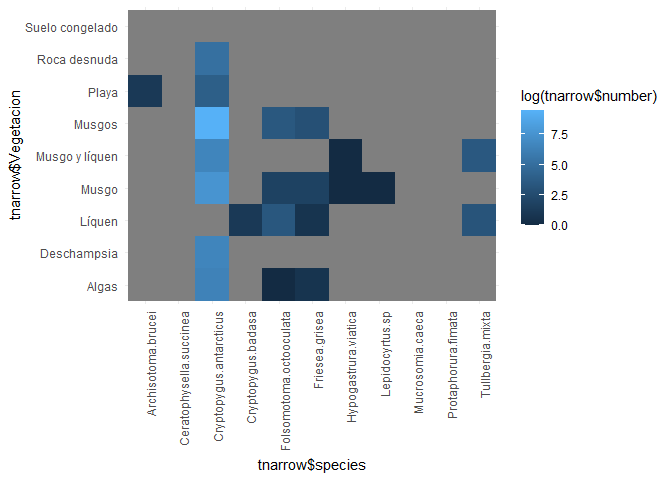 Suelo congelado
Roca desnuda
Playa
Musgos
Musgo y líquen
Musgo
Líquen
Deschampsia
Algas
tnarrow$Vegetacion
Archisotoma.brucei
Ceratophysella.succinea
Cryptopygus.antarcticus
Cryptopygus.badasa
Folsomotoma.octooculata
Friesea.grisea
Hypogastrura.viatica
Lepidocyrtus.sp
Mucrosomia.caeca
Protaphorura.fimata
Tullbergia.mixta
tnarrow$species
log(tnarrow$number)
7.5
5.0
2.5
0.0